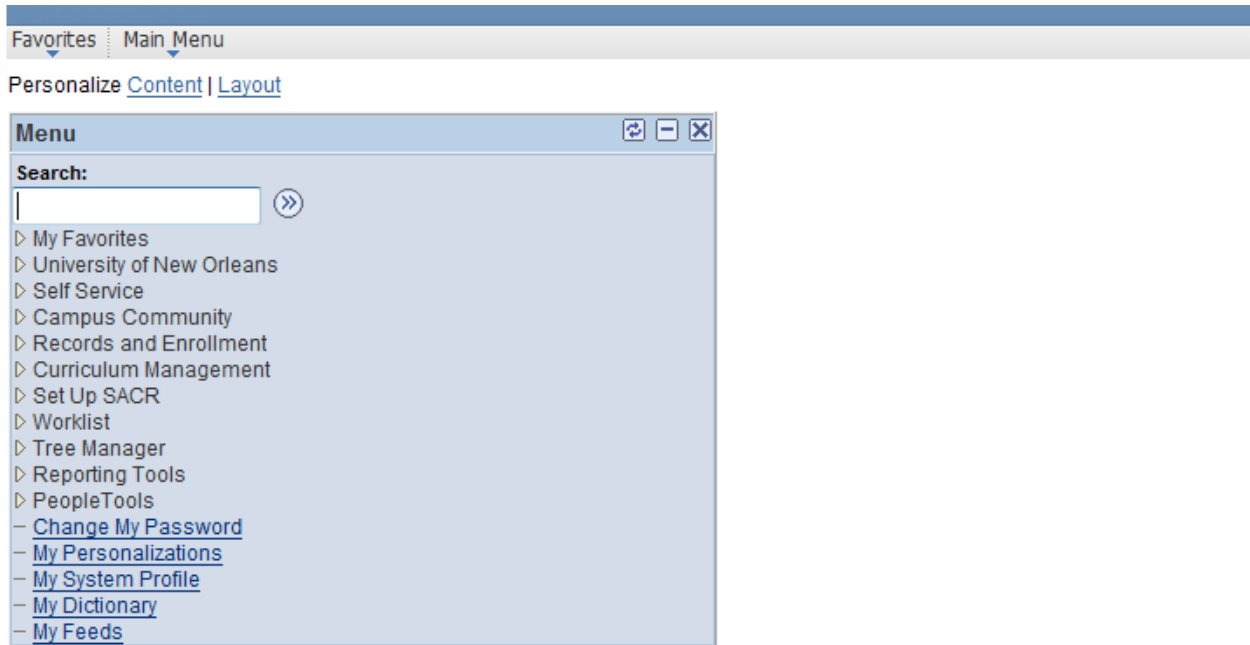 Favorites Main Menu
Personalize Content | Layout
Menu
Search:
My Favorites
University of New Orleans
Self Service
Campus Community
Records and Enrollment
Curriculum Management
Set Up SACR
Worklist
Tree Manager
Reporting Tools
PeopleTools
Change My Password
My Personalizations
My System Profile
My Dictionary
My Feeds